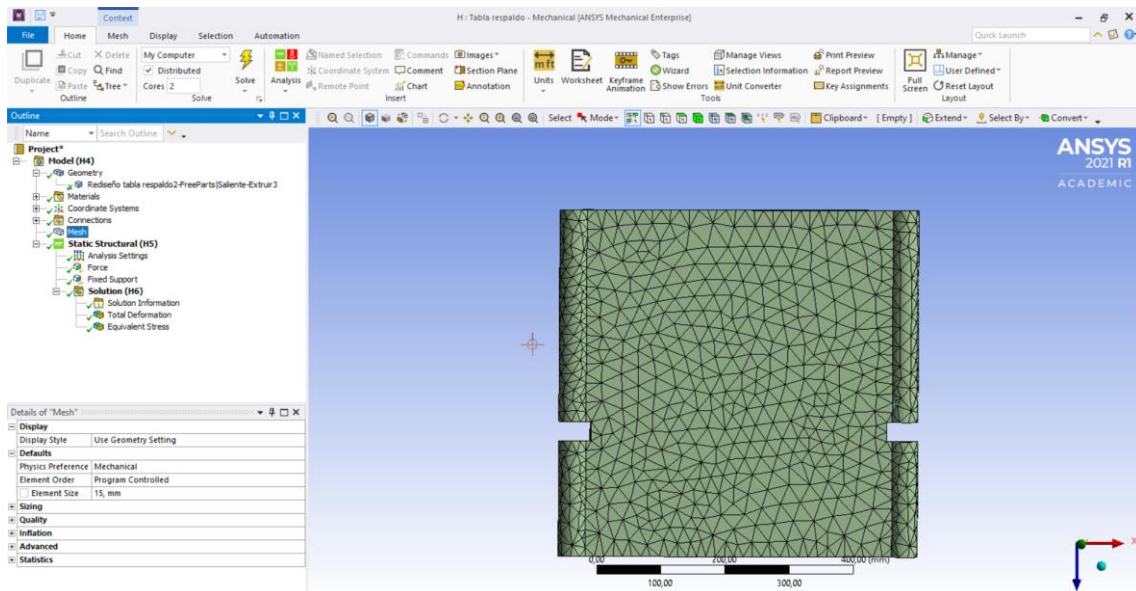 Context
H : Tabla respaldo - Mechanical [ANSYS Mechanical Enterprise]
File Home Mesh Display Selection Automation
Quick Launch
Duplicate
Cut
Copy
Paste
Delete
Find
Tree
Outline
My Computer
Distributed
Cores 2
Solve
Solve
Analysis
Named Selection
Coordinate System
Remote Point
Commands
Comment
Chart
Images
Section Plane
Annotation
Insert
Units
Worksheet
Keyframe
Animation
Tags
Wizard
Show Errors
Manage Views
Selection Information
Unit Converter
Print Preview
Report Preview
Key Assignments
Tools
Full
Screen
Manage
User Defined
Reset Layout
Layout
Outline
Name Search Outline
Project*
Model (H4)
Geometry
Rediseño tabla respaldo2-FreeParts|Saliente-Extruir3
Materials
Coordinate Systems
Connections
Mesh
Static Structural (H5)
Analysis Settings
Force
Fixed Support
Solution (H6)
Solution Information
Total Deformation
Equivalent Stress
Select Mode Clipboard [Empty] Extend Select By Convert
ANSYS
2021 R1
ACADEMIC
Details of "Mesh"
Display
Display Style Use Geometry Setting
Defaults
Physics Preference Mechanical
Element Order Program Controlled
Element Size 15, mm
Sizing
Quality
Inflation
Advanced
Statistics
0,00 200,00 400,00 (mm)
100,00 300,00
X